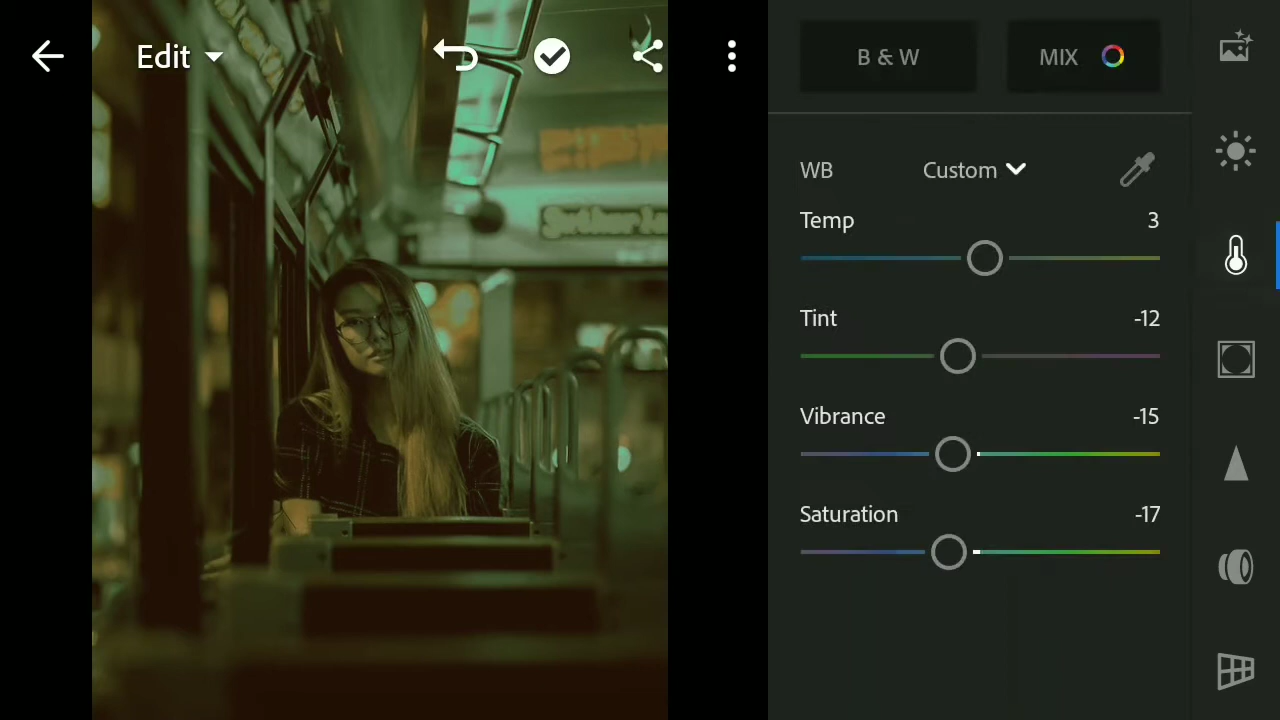 Edit
B & W
MIX
WB
Custom
Temp
3
Tint
-12
Vibrance
-15
Saturation
-17